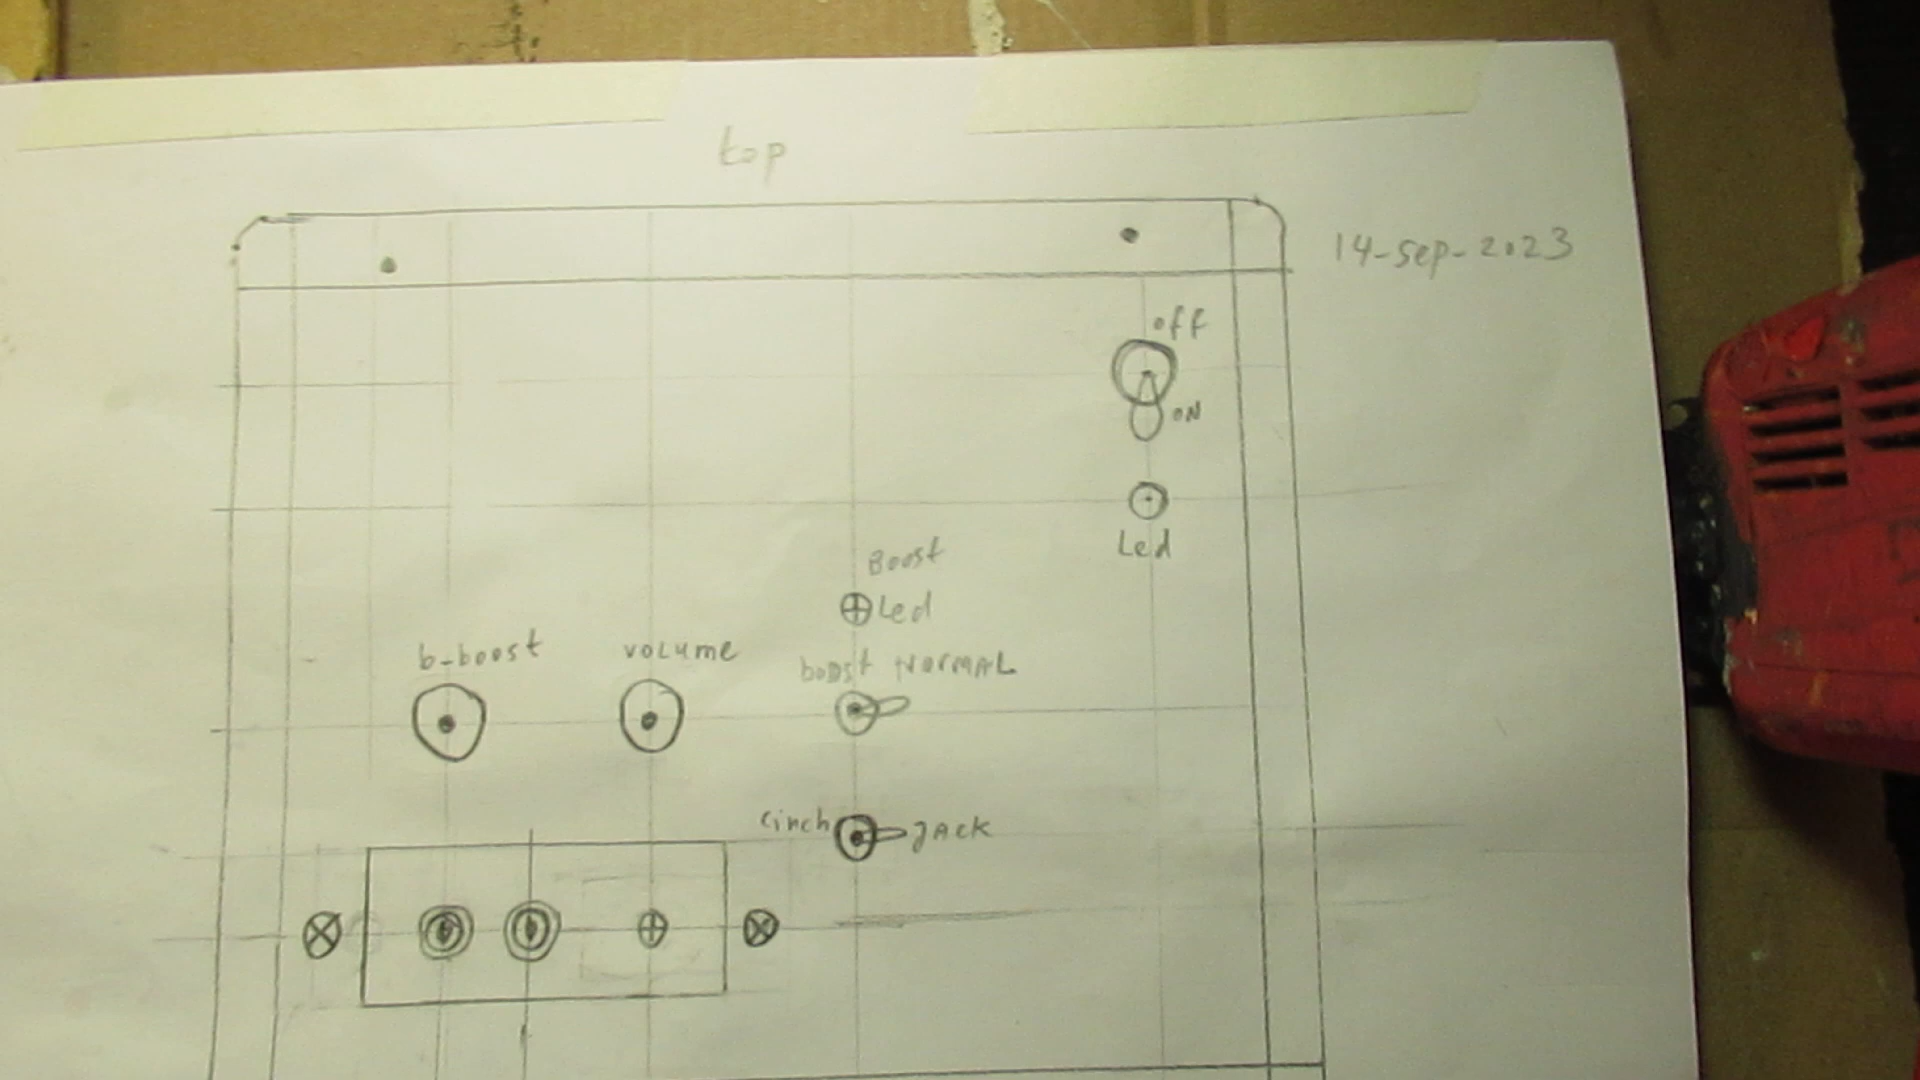 top
14-sep-2023
off
ON
Led
Boost
Led
b-boost
volume
boost NORMAL
cinch
JACK